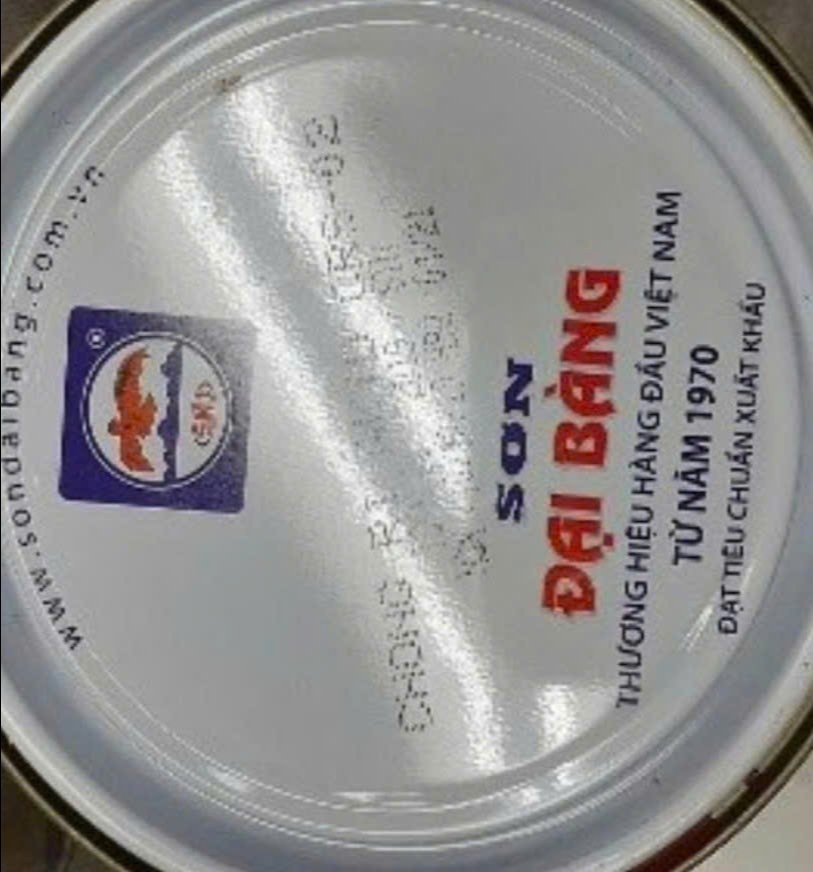 www.sondaibang.com.vn
®
SƠN
ĐẠI BÀNG
THƯƠNG HIỆU HÀNG ĐẦU VIỆT NAM
TỪ NĂM 1970
ĐẠT TIÊU CHUẨN XUẤT KHẨU